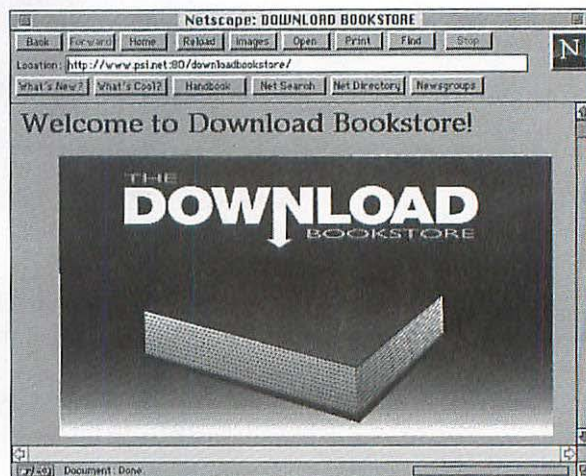 Netscape: DOWNLOAD BOOKSTORE
Back Forward Home Reload Images Open Print Find Stop
N
Location: http://www.psi.net:80/downloadbookstore/
What's New? What's Cool? Handbook Net Search Net Directory Newsgroups
Welcome to Download Bookstore!
THE
DOWNLOAD
BOOKSTORE
Document: Done.